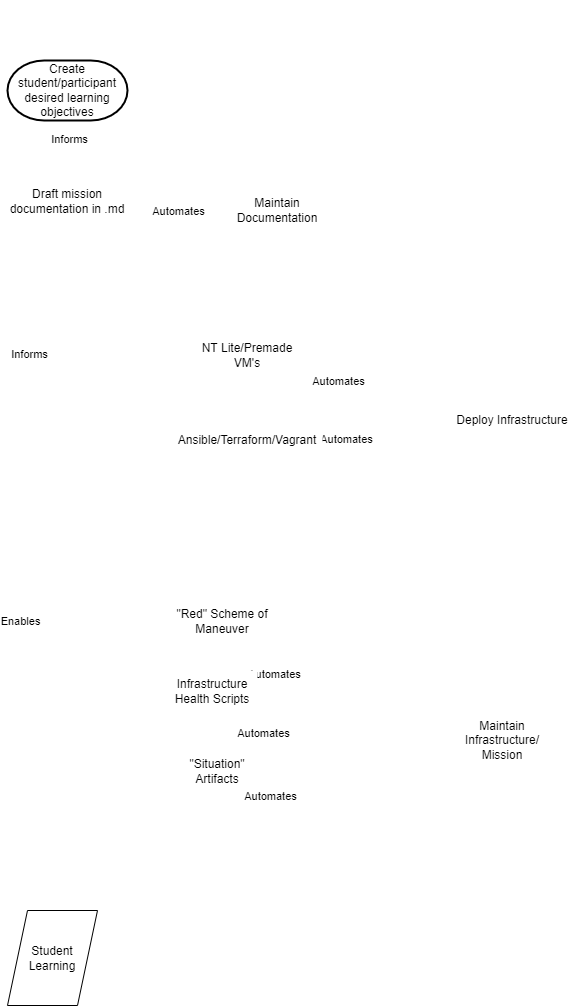 Create
student/participant
desired learning
objectives
Informs
Draft mission
documentation in .md
Automates
Maintain
Documentation
Informs
NT Lite/Premade
VM's
Automates
Deploy Infrastructure
Ansible/Terraform/Vagrant
Automates
Enables
"Red" Scheme of
Maneuver
Automates
Infrastructure
Health Scripts
Automates
Maintain
Infrastructure/
Mission
"Situation"
Artifacts
Automates
Student
Learning